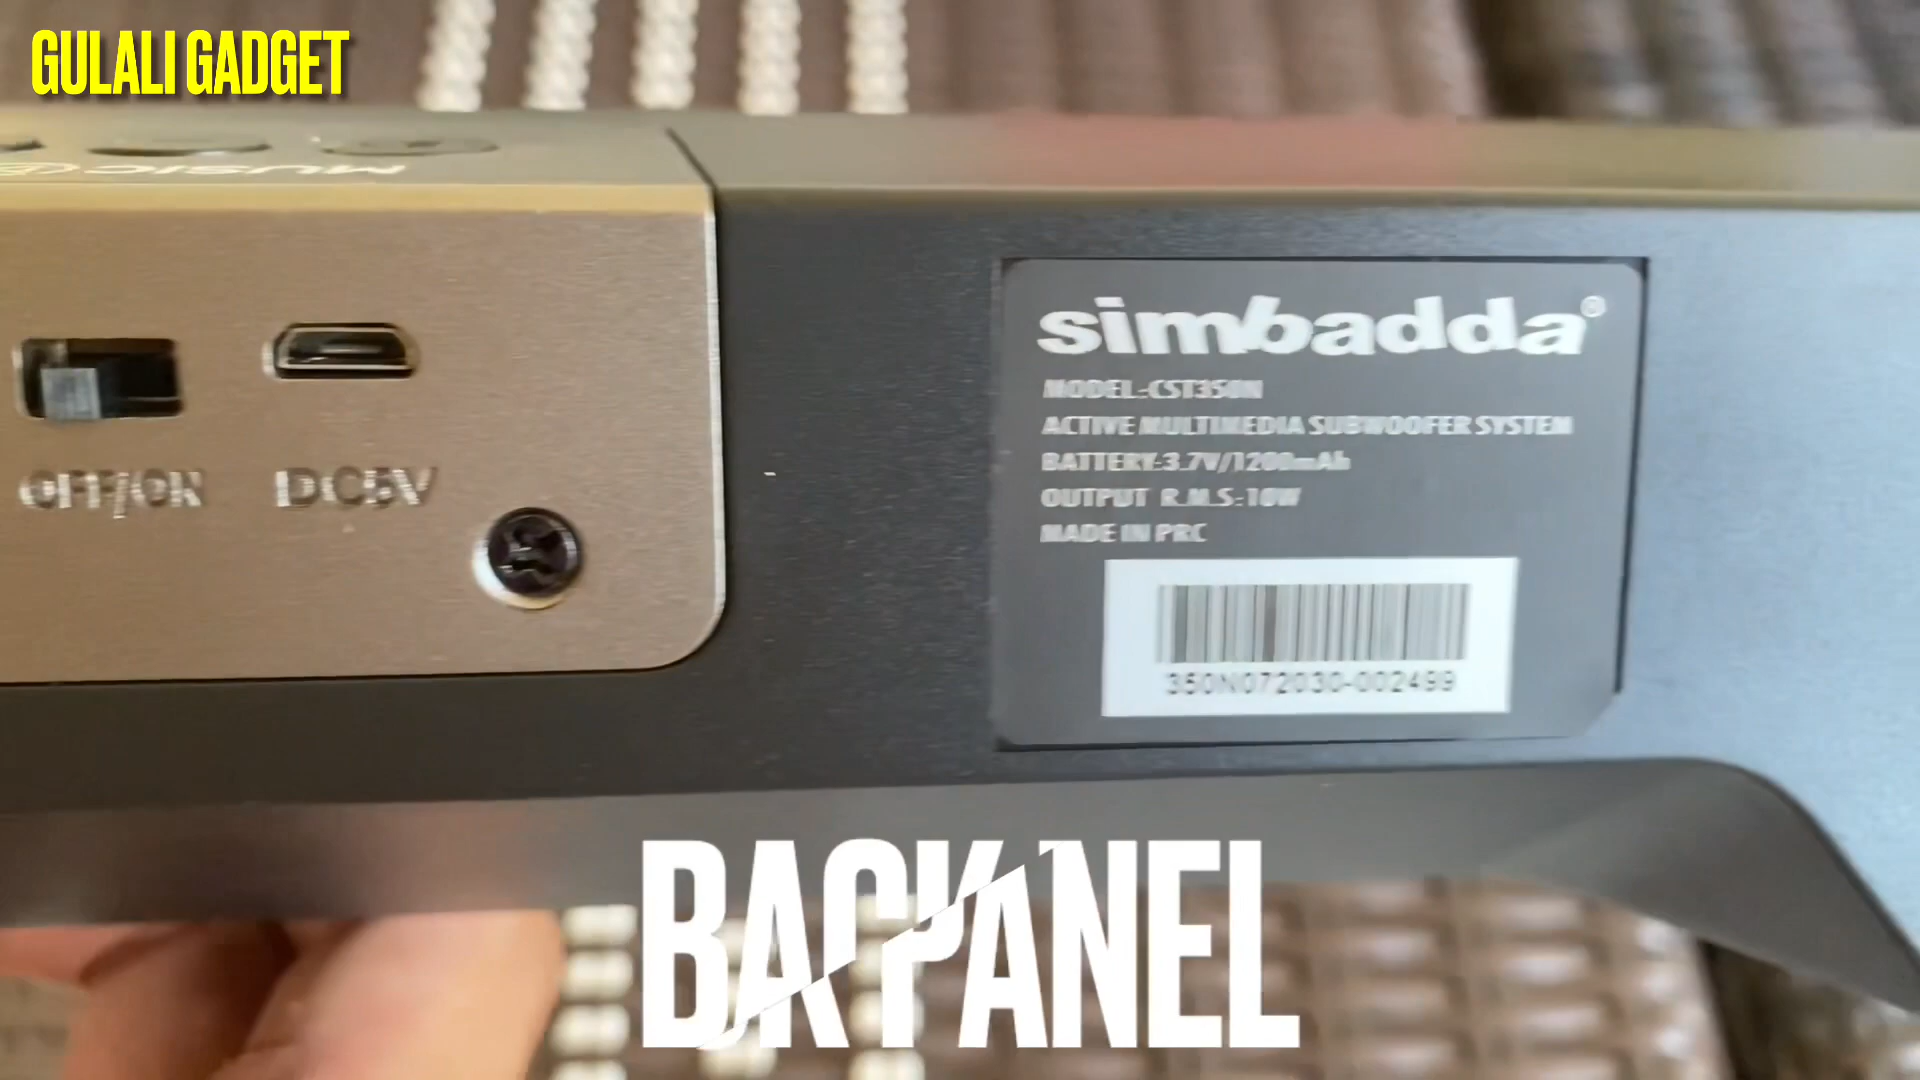 GULALI GADGET
MUSIC
simbadda®
MODEL:CST350N
ACTIVE MULTIMEDIA SUBWOOFER SYSTEM
BATTERY:3.7V/1200mAh
OUTPUT R.M.S:10W
MADE IN PRC
OFF/ON
DC5V
350N072030-002499